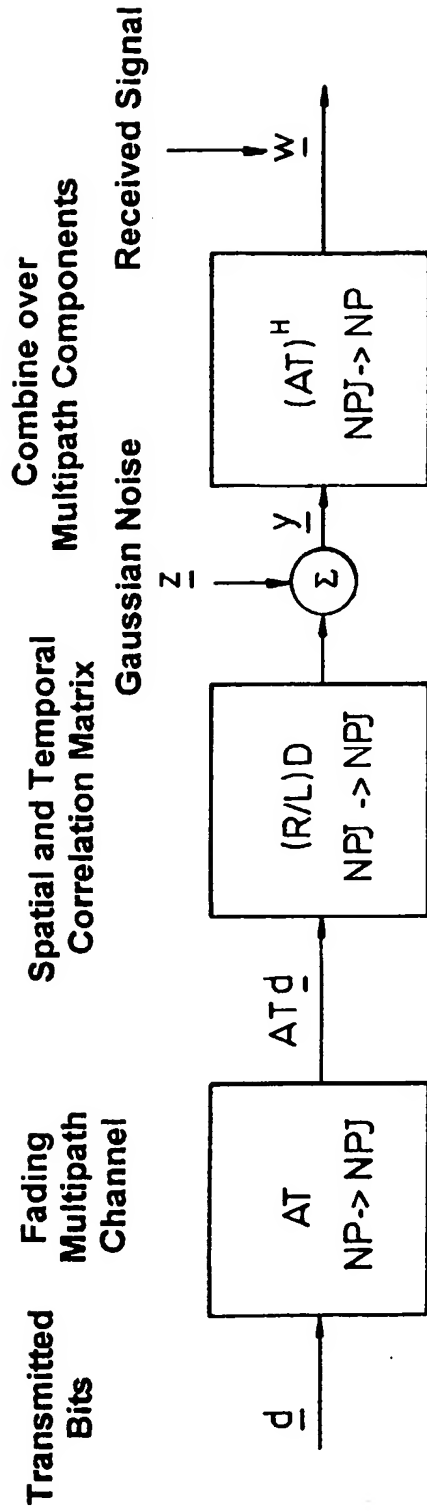 Transmitted
Bits
d
Fading
Multipath
Channel
AT
NP-> NPJ
ATd
Spatial and Temporal
Correlation Matrix
(R/L)D
NPJ -> NPJ
Gaussian Noise
z
Σ
y
Combine over
Multipath Components
(AT)^H
NPJ-> NP
Received Signal
w